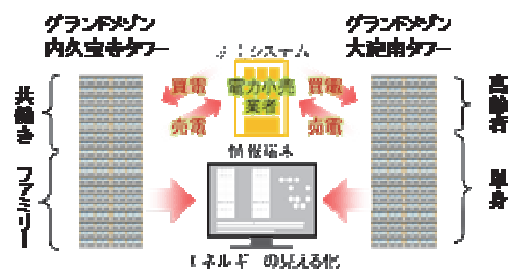 グランドメゾン
内久宝寺タワー
グランドメゾン
大淀南タワー
システム
買電
電力小売
業者
買電
売電
売電
共働き
ファミリー
高齢者
単身
情報端末
エネルギーの見える化